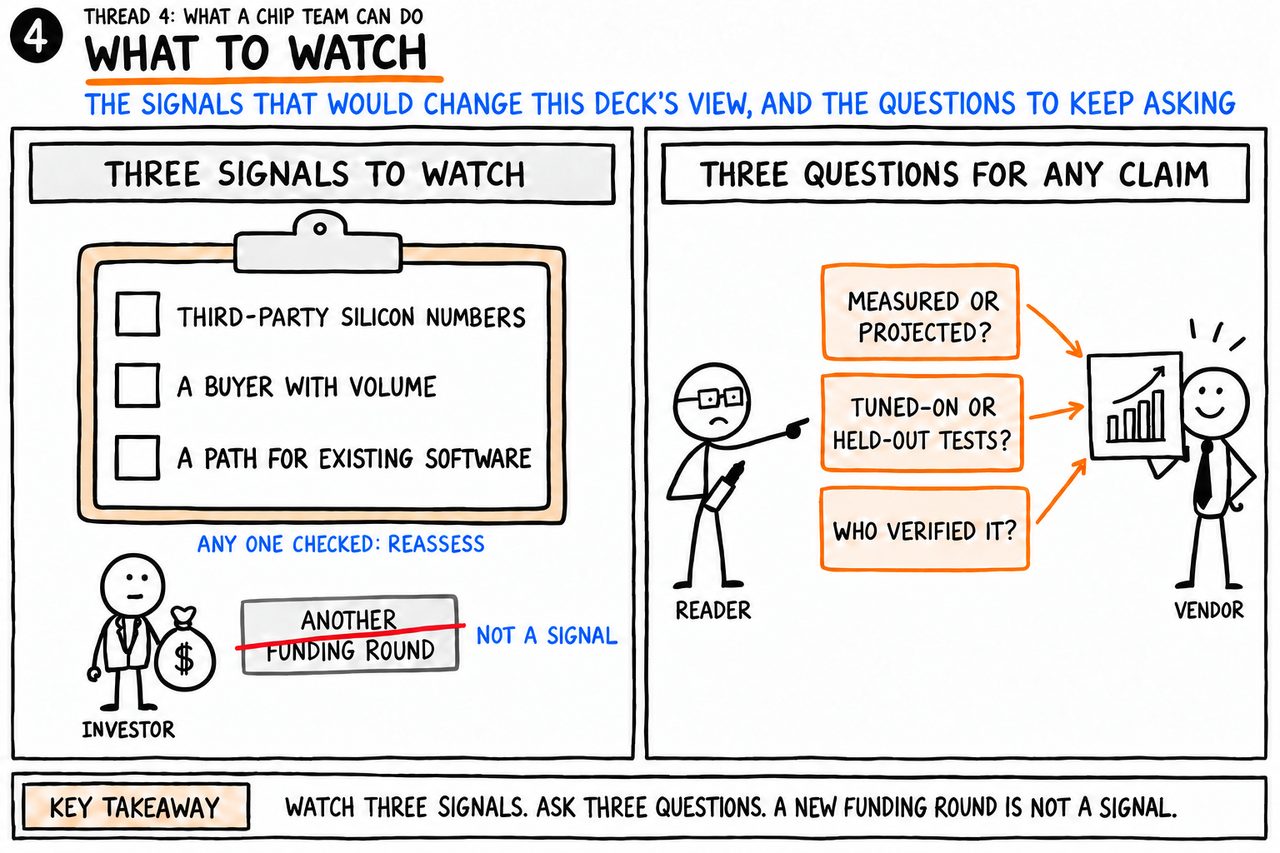 4
THREAD 4: WHAT A CHIP TEAM CAN DO
WHAT TO WATCH
THE SIGNALS THAT WOULD CHANGE THIS DECK'S VIEW, AND THE QUESTIONS TO KEEP ASKING
THREE SIGNALS TO WATCH
THIRD-PARTY SILICON NUMBERS
A BUYER WITH VOLUME
A PATH FOR EXISTING SOFTWARE
ANY ONE CHECKED: REASSESS
$
INVESTOR
ANOTHER
FUNDING ROUND
NOT A SIGNAL
THREE QUESTIONS FOR ANY CLAIM
MEASURED OR
PROJECTED?
TUNED-ON OR
HELD-OUT TESTS?
WHO VERIFIED IT?
READER
VENDOR
KEY TAKEAWAY
WATCH THREE SIGNALS. ASK THREE QUESTIONS. A NEW FUNDING ROUND IS NOT A SIGNAL.